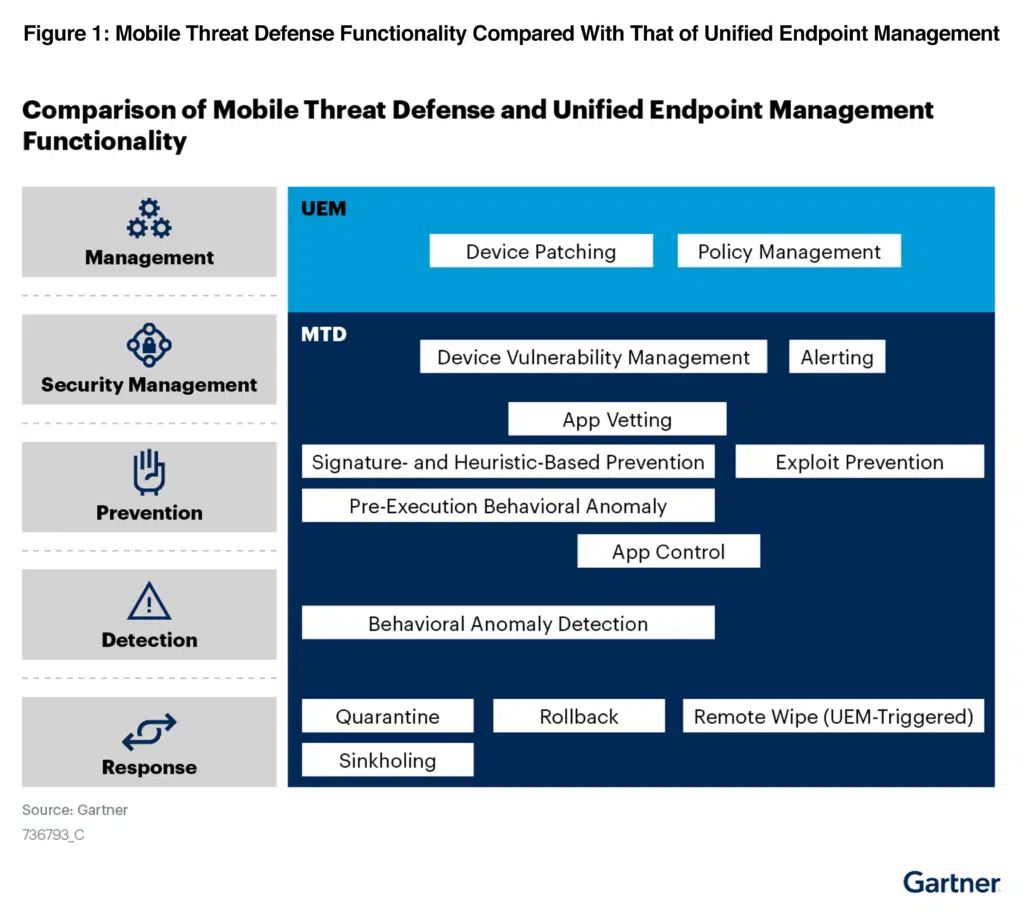 Figure 1: Mobile Threat Defense Functionality Compared With That of Unified Endpoint Management
Comparison of Mobile Threat Defense and Unified Endpoint Management
Functionality
Management
UEM
Device Patching
Policy Management
Security Management
MTD
Device Vulnerability Management
Alerting
App Vetting
Prevention
Signature- and Heuristic-Based Prevention
Exploit Prevention
Pre-Execution Behavioral Anomaly
App Control
Detection
Behavioral Anomaly Detection
Response
Quarantine
Rollback
Remote Wipe (UEM-Triggered)
Sinkholing
Source: Gartner
736793_C
Gartner